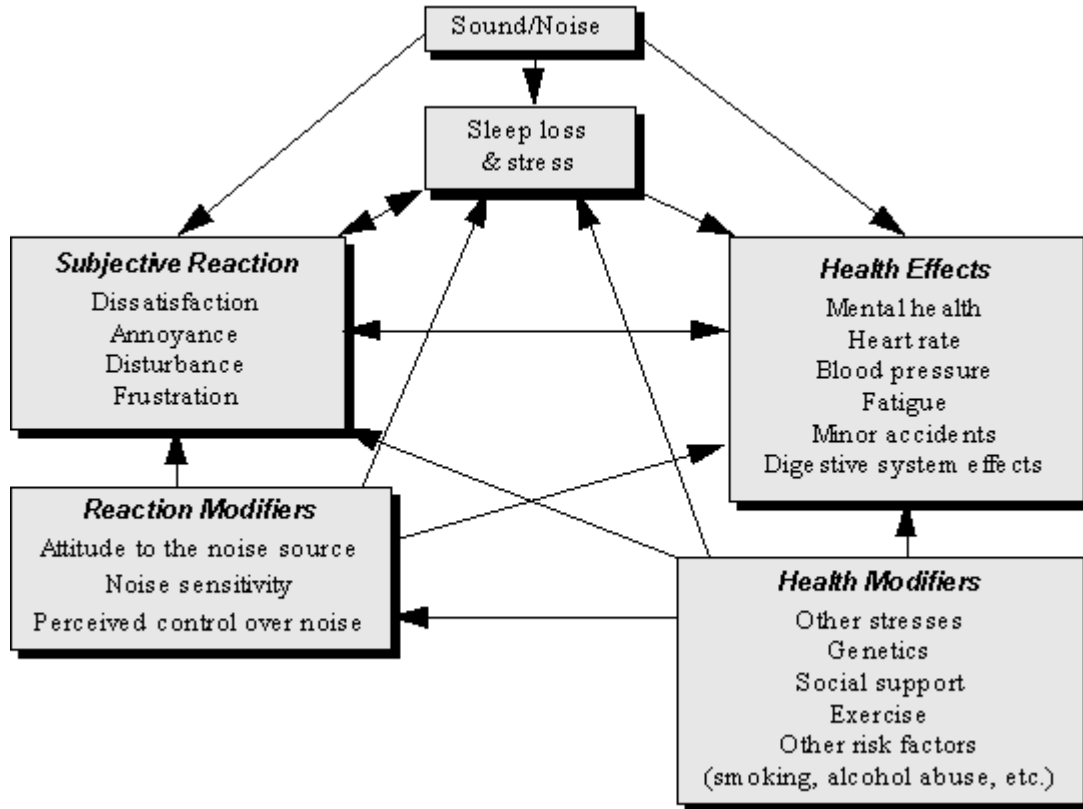 Sound/Noise
Sleep loss
& stress
Subjective Reaction
Dissatisfaction
Annoyance
Disturbance
Frustration
Health Effects
Mental health
Heart rate
Blood pressure
Fatigue
Minor accidents
Digestive system effects
Reaction Modifiers
Attitude to the noise source
Noise sensitivity
Perceived control over noise
Health Modifiers
Other stresses
Genetics
Social support
Exercise
Other risk factors
(smoking, alcohol abuse, etc.)